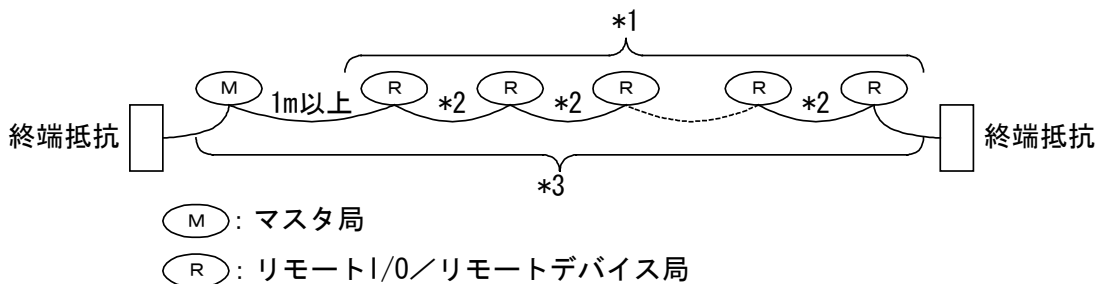 *1
M 1m以上 R *2 R *2 R R *2 R
終端抵抗 終端抵抗
*3
M : マスタ局
R : リモートI/O／リモートデバイス局